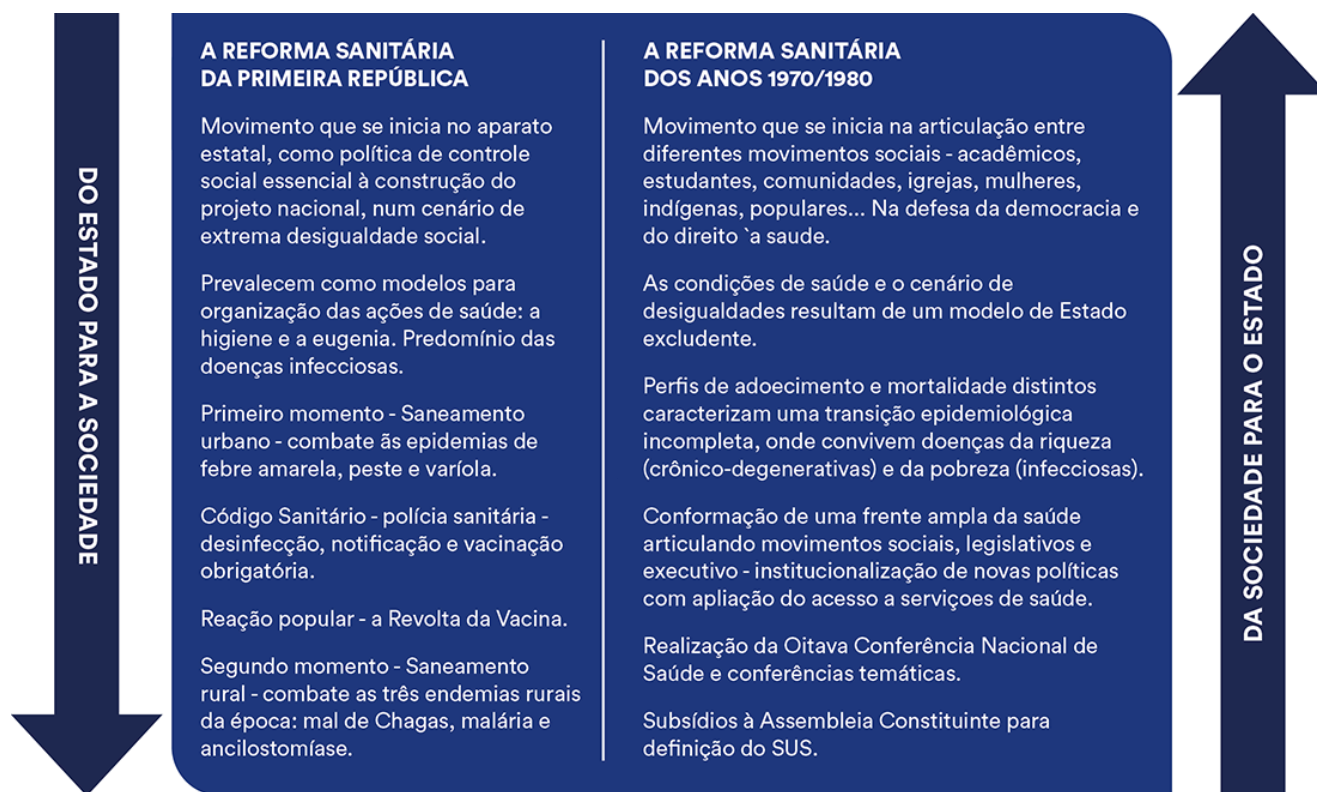 DO ESTADO PARA A SOCIEDADE
A REFORMA SANITÁRIA
DA PRIMEIRA REPÚBLICA
Movimento que se inicia no aparato
estatal, como política de controle
social essencial à construção do
projeto nacional, num cenário de
extrema desigualdade social.
Prevalecem como modelos para
organização das ações de saúde: a
higiene e a eugenia. Predomínio das
doenças infecciosas.
Primeiro momento - Saneamento
urbano - combate ãs epidemias de
febre amarela, peste e varíola.
Código Sanitário - polícia sanitária -
desinfecção, notificação e vacinação
obrigatória.
Reação popular - a Revolta da Vacina.
Segundo momento - Saneamento
rural - combate as três endemias rurais
da época: mal de Chagas, malária e
ancilostomíase.
A REFORMA SANITÁRIA
DOS ANOS 1970/1980
Movimento que se inicia na articulação entre
diferentes movimentos sociais - acadêmicos,
estudantes, comunidades, igrejas, mulheres,
indígenas, populares... Na defesa da democracia e
do direito `a saude.
As condições de saúde e o cenário de
desigualdades resultam de um modelo de Estado
excludente.
Perfis de adoecimento e mortalidade distintos
caracterizam uma transição epidemiológica
incompleta, onde convivem doenças da riqueza
(crônico-degenerativas) e da pobreza (infecciosas).
Conformação de uma frente ampla da saúde
articulando movimentos sociais, legislativos e
executivo - institucionalização de novas políticas
com apliação do acesso a serviçoes de saúde.
Realização da Oitava Conferência Nacional de
Saúde e conferências temáticas.
Subsídios à Assembleia Constituinte para
definição do SUS.
DA SOCIEDADE PARA O ESTADO